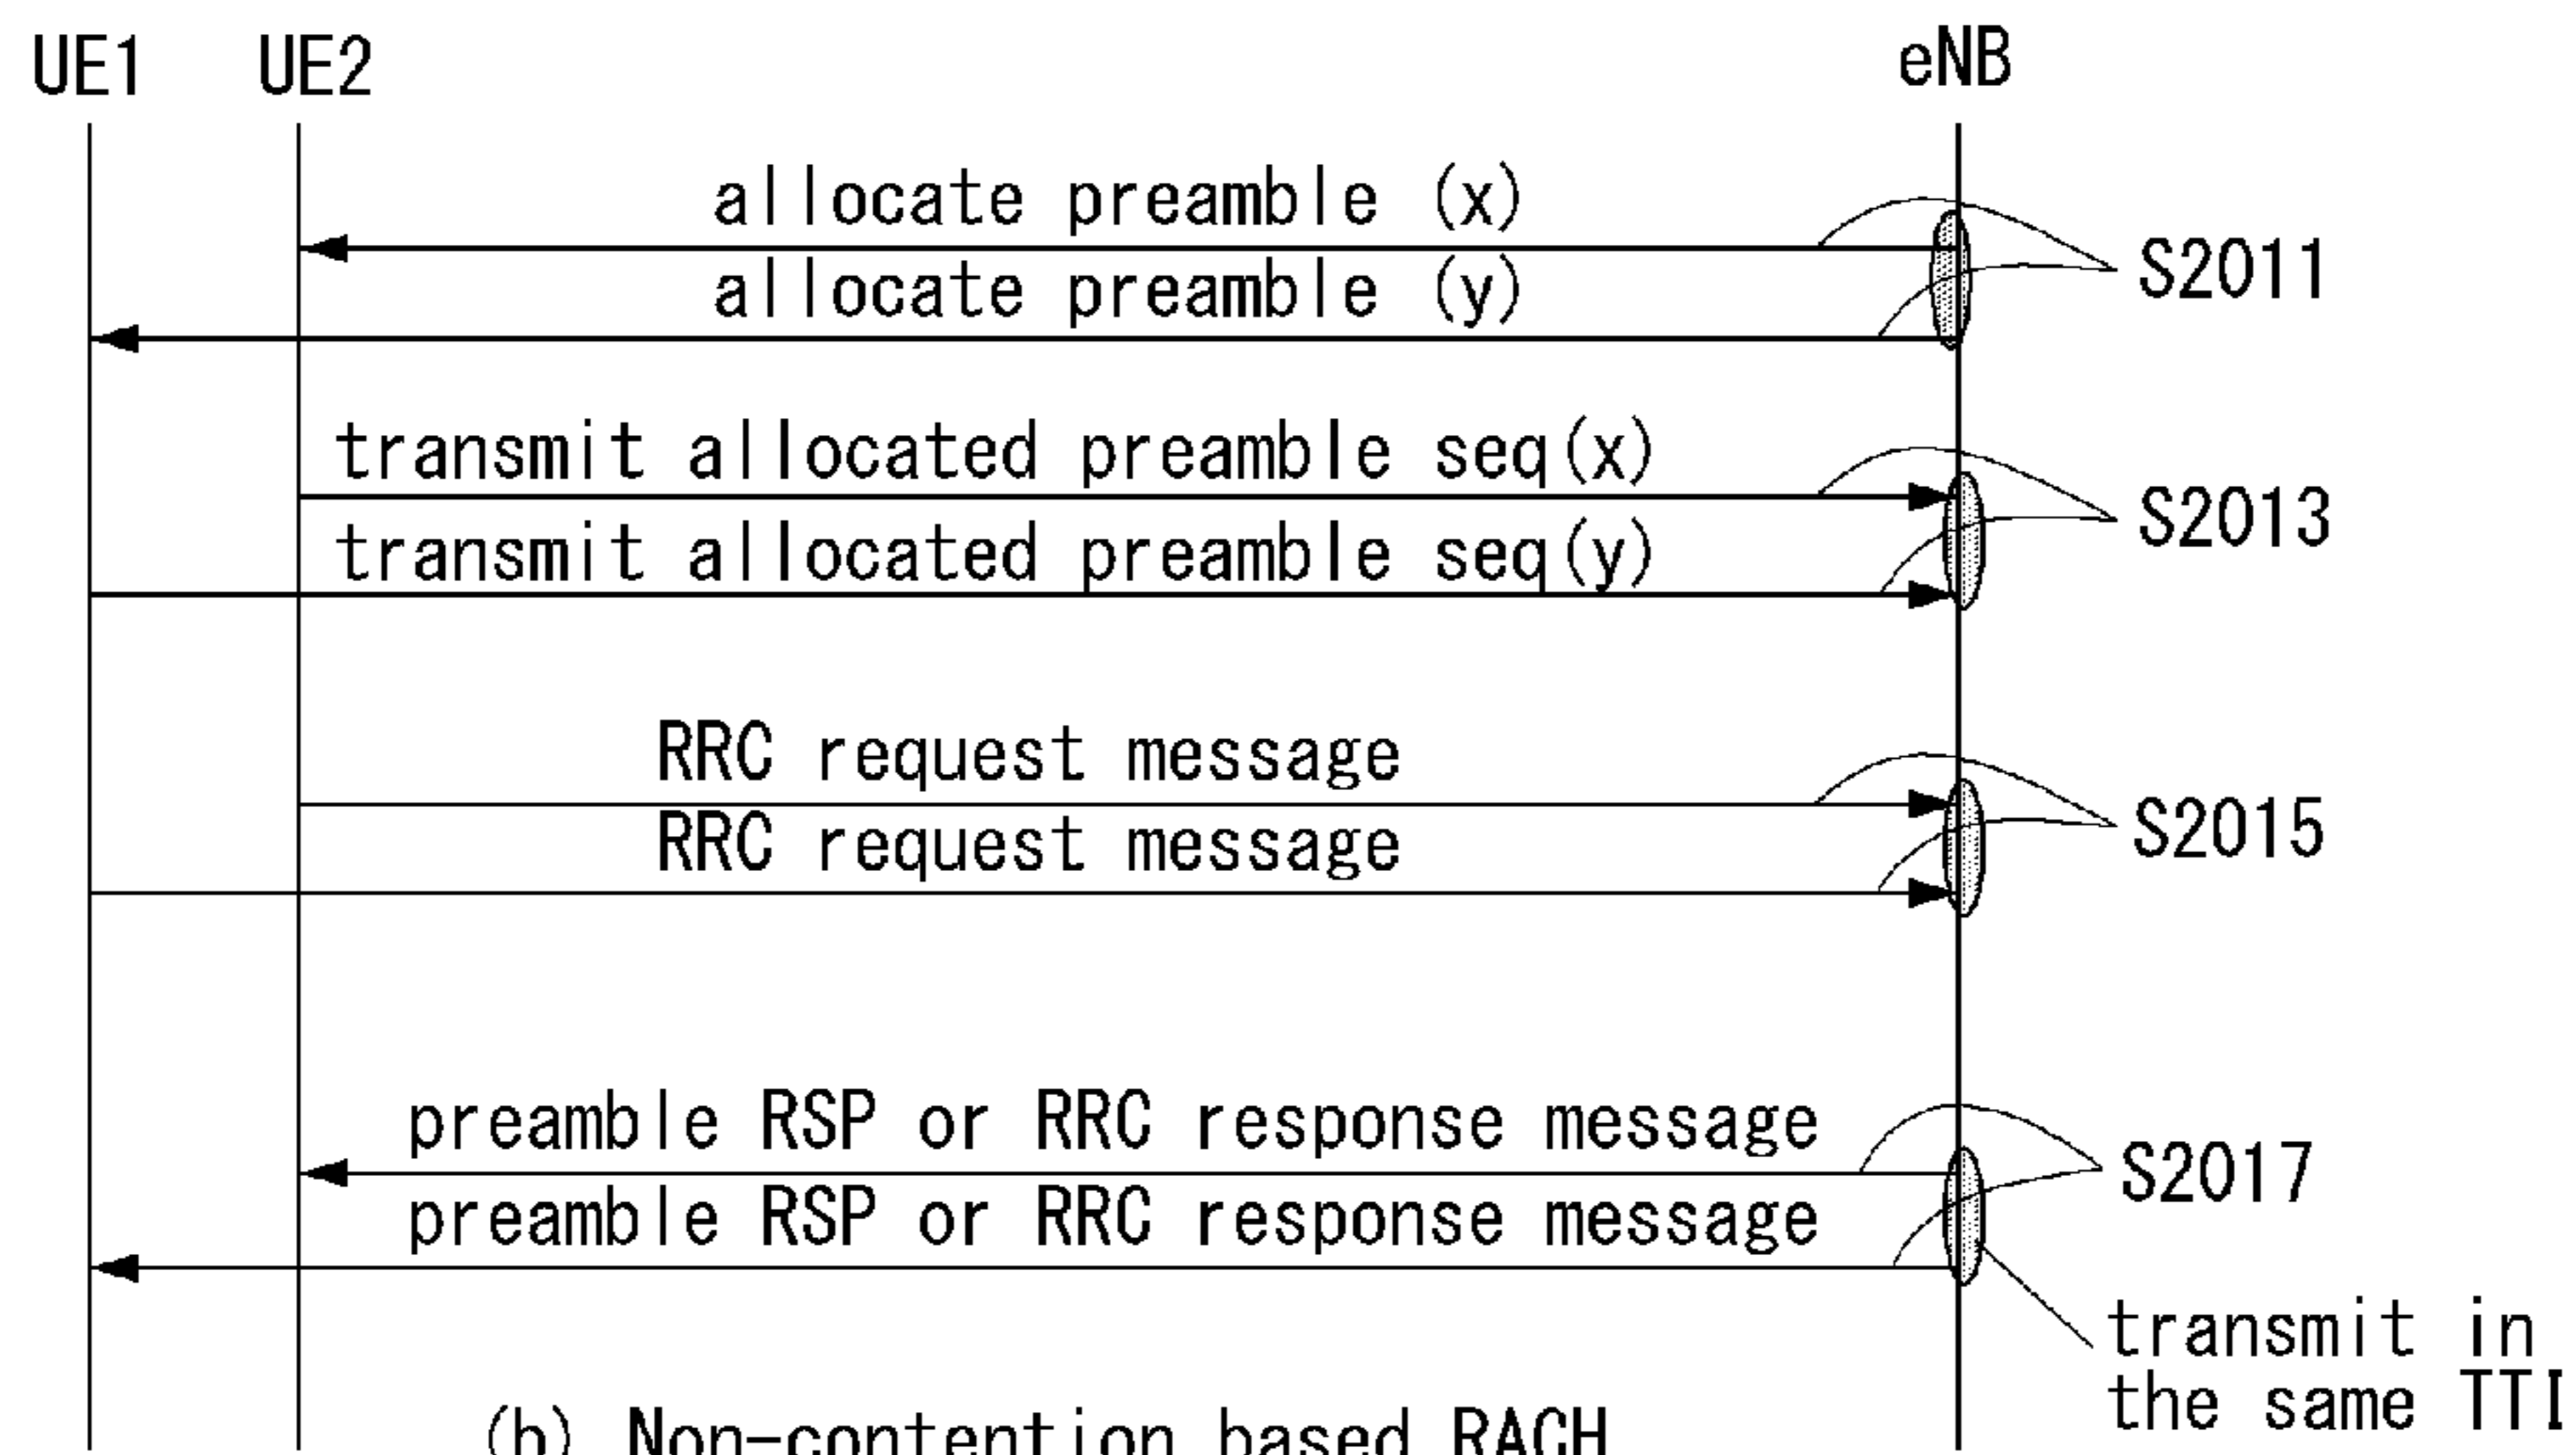 UE1 UE2 eNB
allocate preamble (x)
allocate preamble (y)
S2011
transmit allocated preamble seq(x)
transmit allocated preamble seq(y)
S2013
RRC request message
RRC request message
S2015
preamble RSP or RRC response message
preamble RSP or RRC response message
S2017
transmit in
the same TTI
(b) Non-contention based RACH